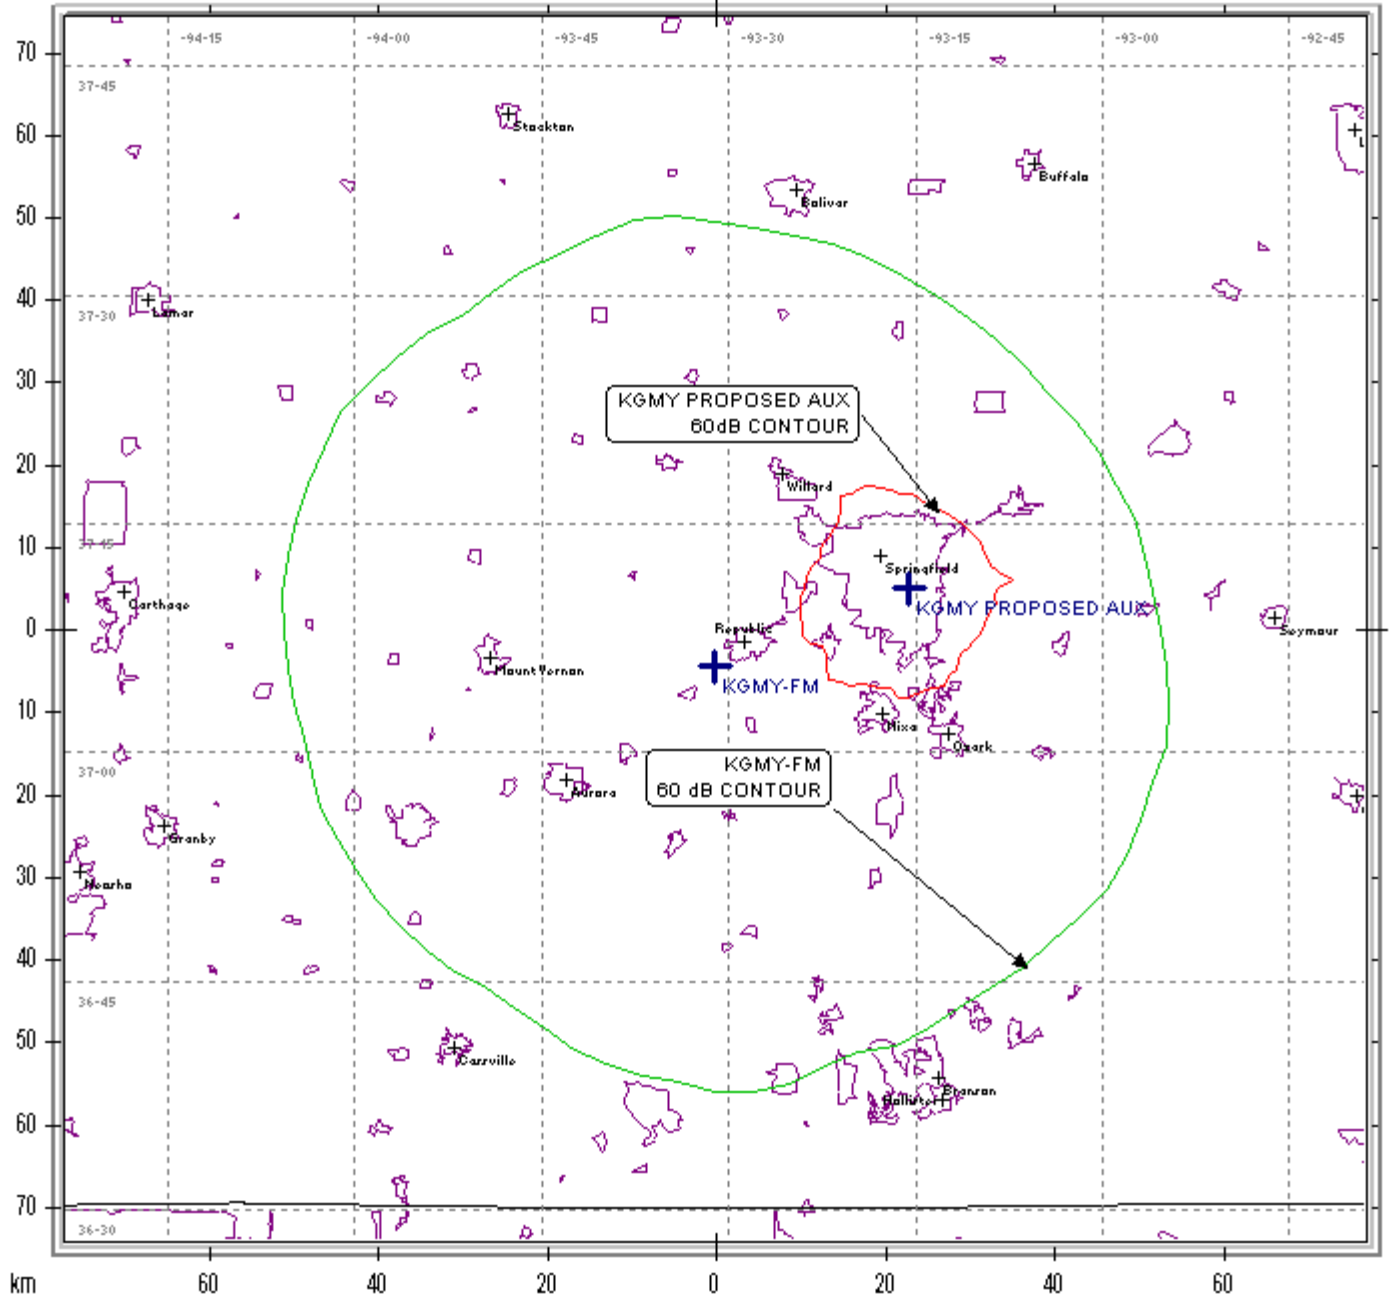 -94-15 -94-00 -93-45 -93-30 -93-15 -93-00 -92-45
70
37-45
60
Stockton
Buffalo
Bolivar
50
40
Lamar
37-30
30
KGMY PROPOSED AUX
60dB CONTOUR
20
Willard
10
37-15
Springfield
Carthage
KGMY PROPOSED AUX
0
Republic
Seymour
Mount Vernon
KGMY-FM
10
Nixa
Ozark
37-00
KGMY-FM
60 dB CONTOUR
20
Aurora
Granby
30
Neosho
40
36-45
50
Cassville
Branson
Hollister
60
70
36-30
km 60 40 20 0 20 40 60